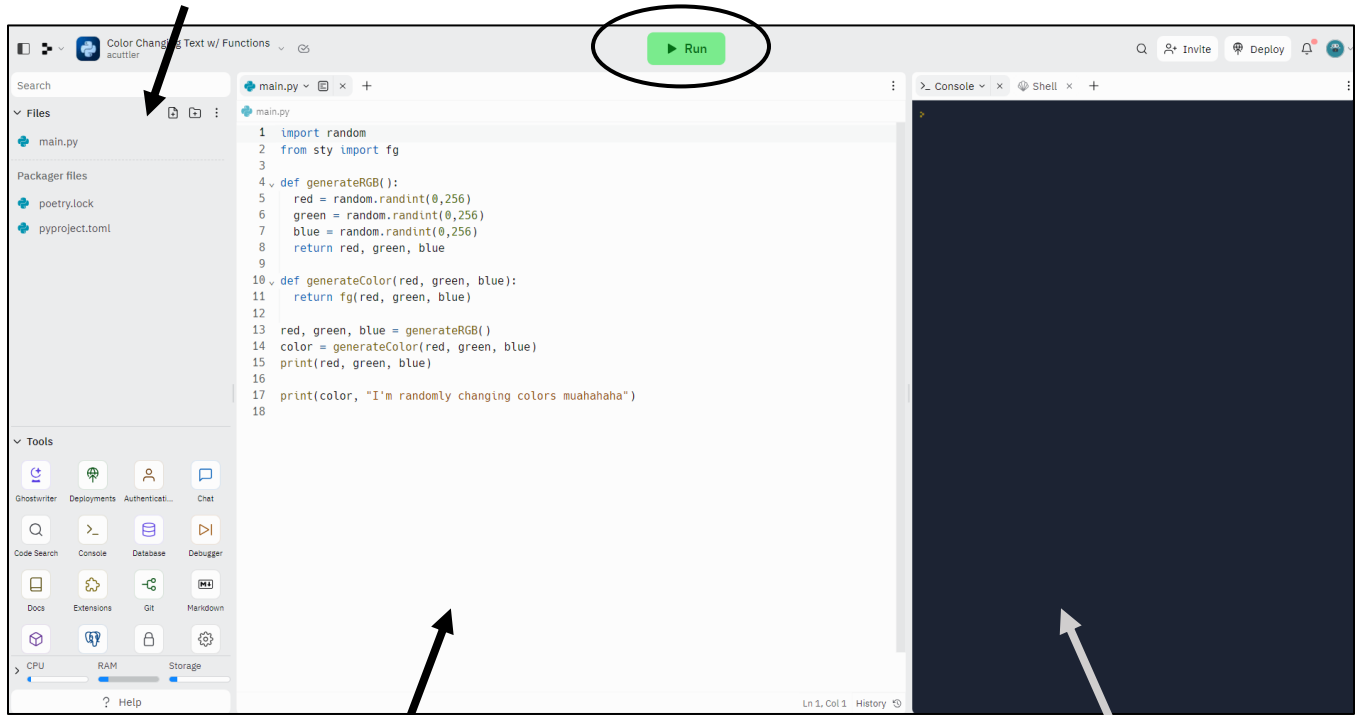 Color Changing Text w/ Functions
acuttler
Run
Invite
Deploy
Search
Files
main.py
Packager files
poetry.lock
pyproject.toml
Tools
Ghostwriter Deployments Authenticati... Chat
Code Search Console Database Debugger
Docs Extensions Git Markdown
CPU RAM Storage
? Help
main.py
main.py
1 import random
2 from sty import fg
3
4 def generateRGB():
5 red = random.randint(0,256)
6 green = random.randint(0,256)
7 blue = random.randint(0,256)
8 return red, green, blue
9
10 def generateColor(red, green, blue):
11 return fg(red, green, blue)
12
13 red, green, blue = generateRGB()
14 color = generateColor(red, green, blue)
15 print(red, green, blue)
16
17 print(color, "I'm randomly changing colors muahahaha")
18
Ln 1, Col 1 History
>_ Console Shell
>